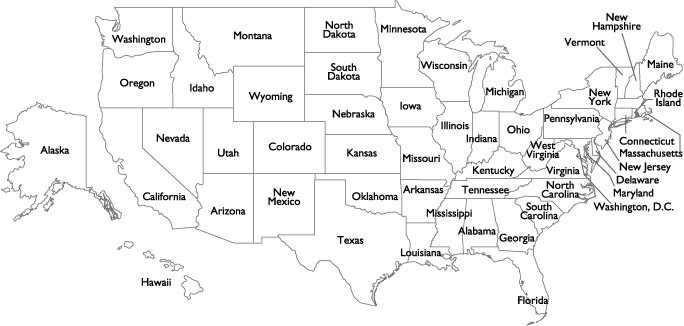 New
Hampshire
Vermont
Washington
Montana
North
Dakota
Minnesota
Maine
Oregon
Idaho
South
Dakota
Wisconsin
Michigan
New
York
Rhode
Island
Wyoming
Nebraska
Iowa
Illinois
Indiana
Ohio
Pennsylvania
Connecticut
Massachusetts
New Jersey
Delaware
Maryland
Washington, D.C.
Alaska
Nevada
Utah
Colorado
Kansas
Missouri
Kentucky
West
Virginia
Virginia
California
Arizona
New
Mexico
Oklahoma
Arkansas
Tennessee
North
Carolina
South
Carolina
Mississippi
Alabama
Georgia
Texas
Louisiana
Hawaii
Florida